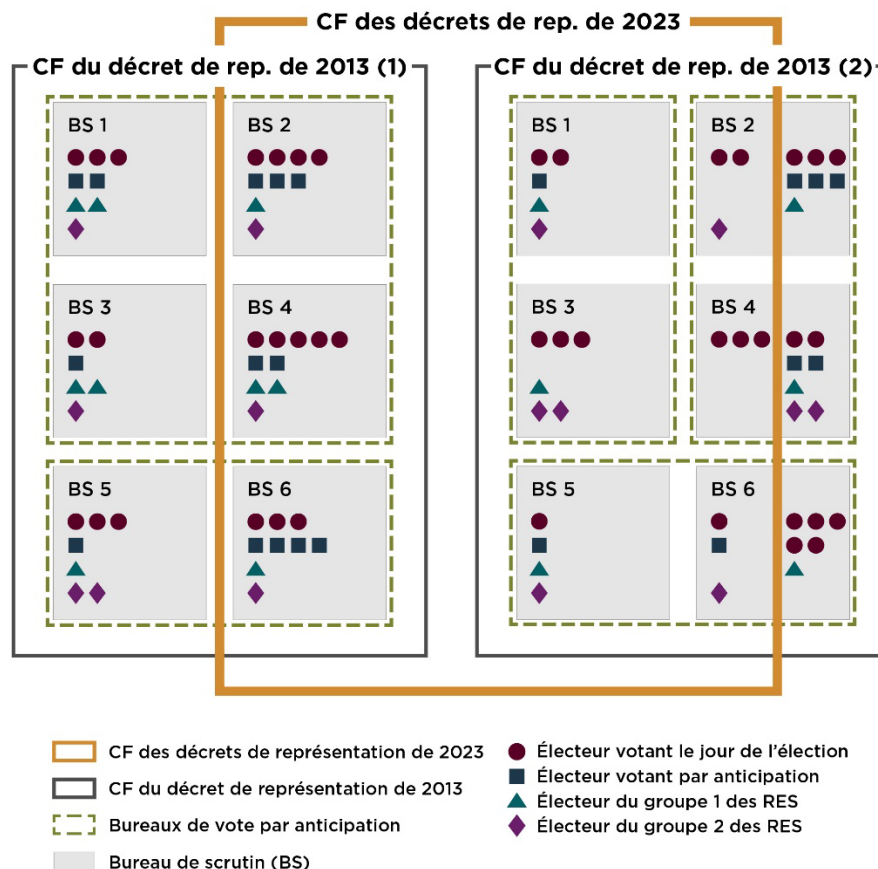 CF des décrets de rep. de 2023
CF du décret de rep. de 2013 (1)
CF du décret de rep. de 2013 (2)
BS 1
BS 2
BS 3
BS 4
BS 5
BS 6
BS 1
BS 2
BS 3
BS 4
BS 5
BS 6
CF des décrets de représentation de 2023
CF du décret de représentation de 2013
Bureaux de vote par anticipation
Bureau de scrutin (BS)
Électeur votant le jour de l'élection
Électeur votant par anticipation
Électeur du groupe 1 des RES
Électeur du groupe 2 des RES